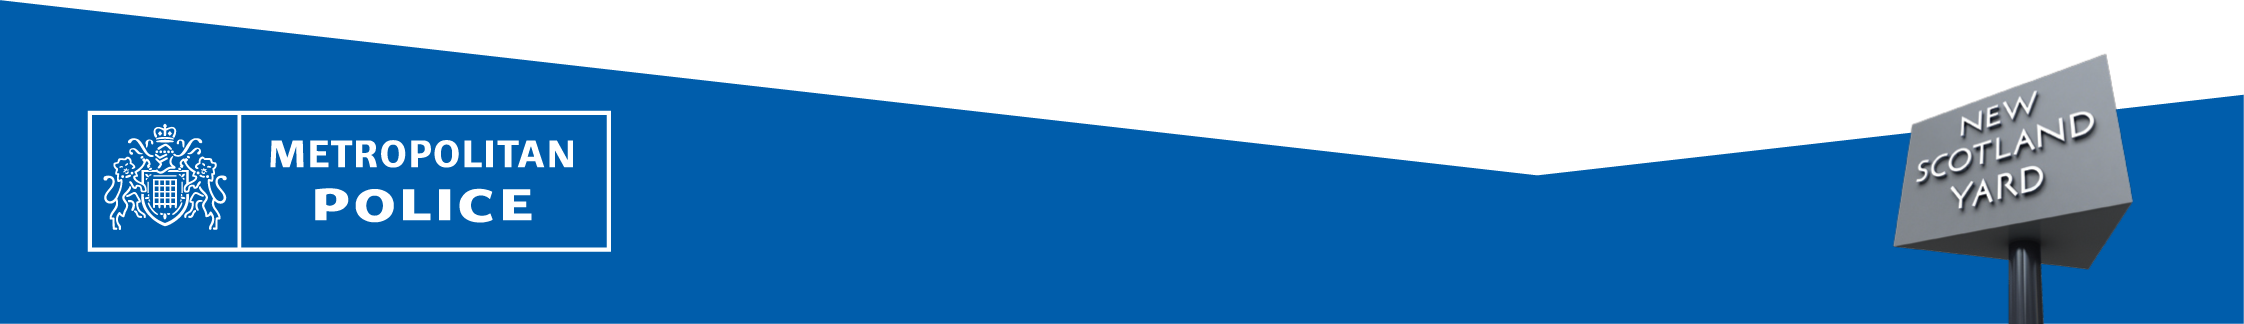 METROPOLITAN
POLICE
NEW
SCOTLAND
YARD